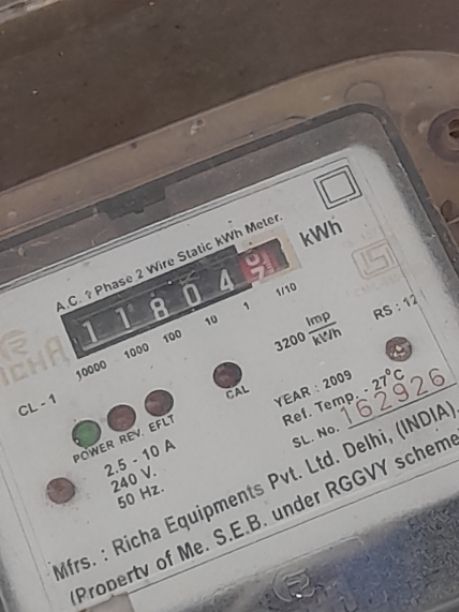 A.C. ? Phase 2 Wire Static kWh Meter.
11804 kWh
10000 1000 100 10 1 1/10
RICHA
CL - 1
3200 Imp/kWh
RS : 12
CAL
POWER REV. EFLT
2.5 - 10 A
240 V.
50 Hz.
YEAR : 2009
Ref. Temp. - 27°C
SL. No. 162926
Mfrs. : Richa Equipments Pvt. Ltd. Delhi, (INDIA).
(Property of Me. S.E.B. under RGGVY scheme